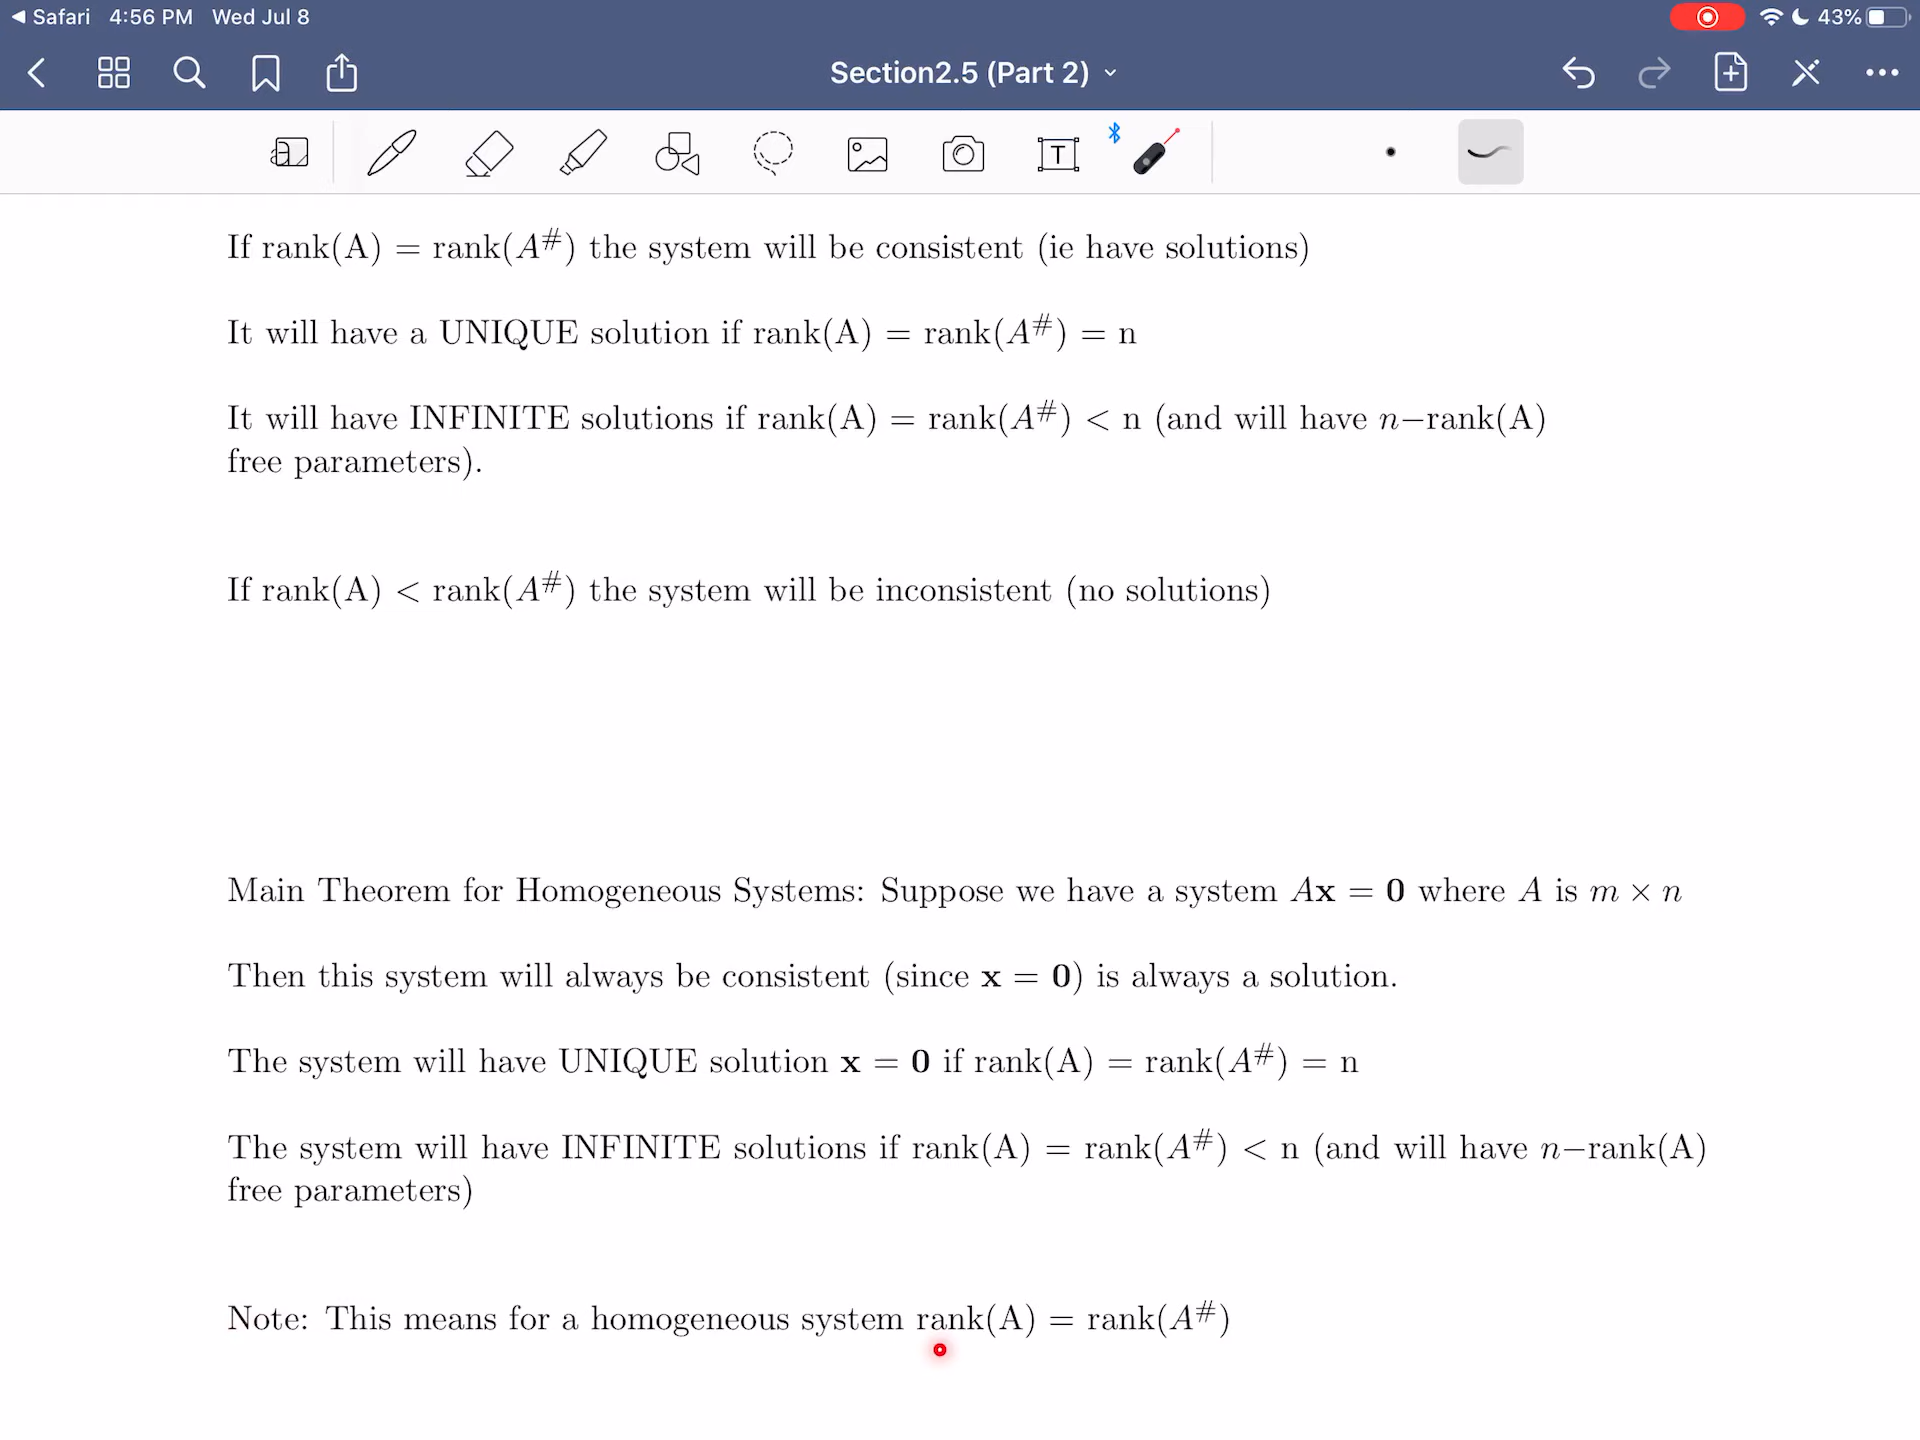 ◀ Safari 4:56 PM Wed Jul 8 43%
Section2.5 (Part 2)
a T
If rank(A) = rank(A^#) the system will be consistent (ie have solutions)
It will have a UNIQUE solution if rank(A) = rank(A^#) = n
It will have INFINITE solutions if rank(A) = rank(A^#) < n (and will have n−rank(A)
free parameters).
If rank(A) < rank(A^#) the system will be inconsistent (no solutions)
Main Theorem for Homogeneous Systems: Suppose we have a system Ax = 0 where A is m × n
Then this system will always be consistent (since x = 0) is always a solution.
The system will have UNIQUE solution x = 0 if rank(A) = rank(A^#) = n
The system will have INFINITE solutions if rank(A) = rank(A^#) < n (and will have n−rank(A)
free parameters)
Note: This means for a homogeneous system rank(A) = rank(A^#)